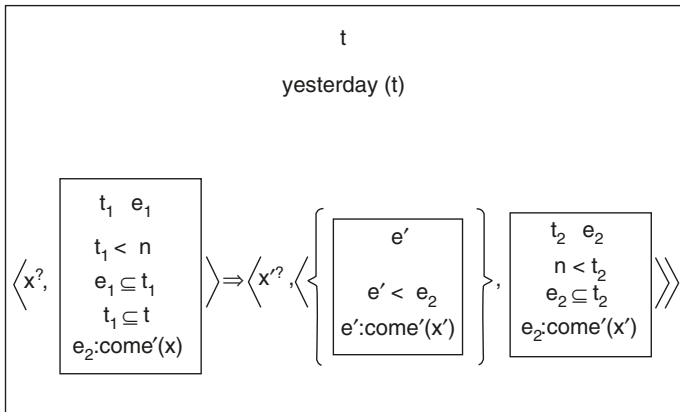 t
yesterday (t)
⟨x?, [t₁ e₁
t₁ < n
e₁ ⊆ t₁
t₁ ⊆ t
e₂:come′(x)]⟩ ⇒ ⟨x′?, ⟨{[e′
e′ < e₂
e′:come′(x′)]}, [t₂ e₂
n < t₂
e₂ ⊆ t₂
e₂:come′(x′)]⟩⟩